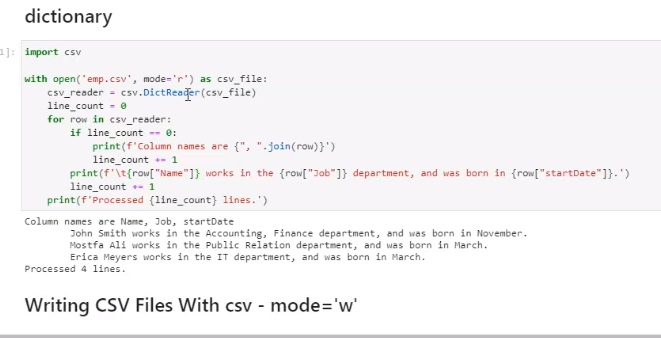 dictionary
1]: import csv
with open('emp.csv', mode='r') as csv_file:
    csv_reader = csv.DictReader(csv_file)
    line_count = 0
    for row in csv_reader:
        if line_count == 0:
            print(f'Column names are {", ".join(row)}')
            line_count += 1
        print(f'\t{row["Name"]} works in the {row["Job"]} department, and was born in {row["startDate"]}.')
        line_count += 1
    print(f'Processed {line_count} lines.')
Column names are Name, Job, startDate
        John Smith works in the Accounting, Finance department, and was born in November.
        Mostfa Ali works in the Public Relation department, and was born in March.
        Erica Meyers works in the IT department, and was born in March.
Processed 4 lines.
Writing CSV Files With csv - mode='w'